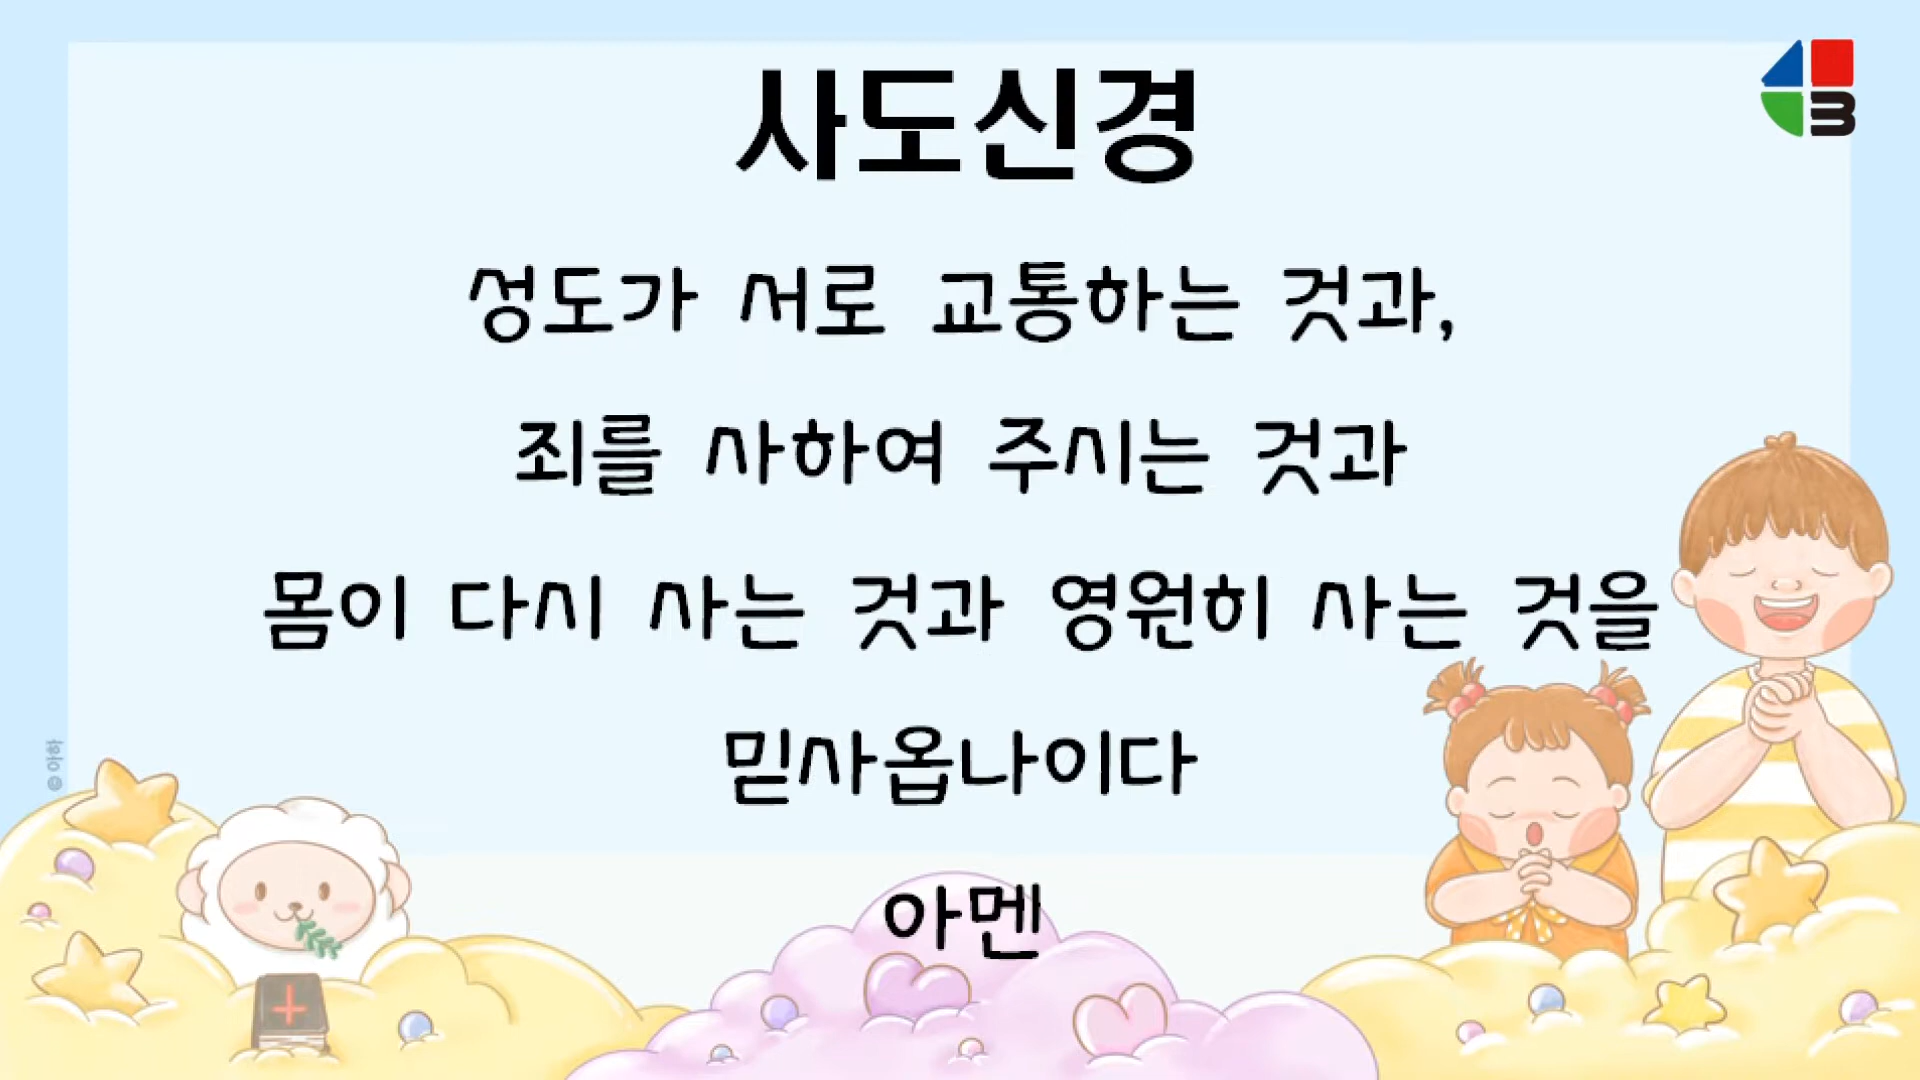 사도신경
성도가 서로 교통하는 것과,
죄를 사하여 주시는 것과
몸이 다시 사는 것과 영원히 사는 것을
믿사옵나이다
아멘
© 아하
B